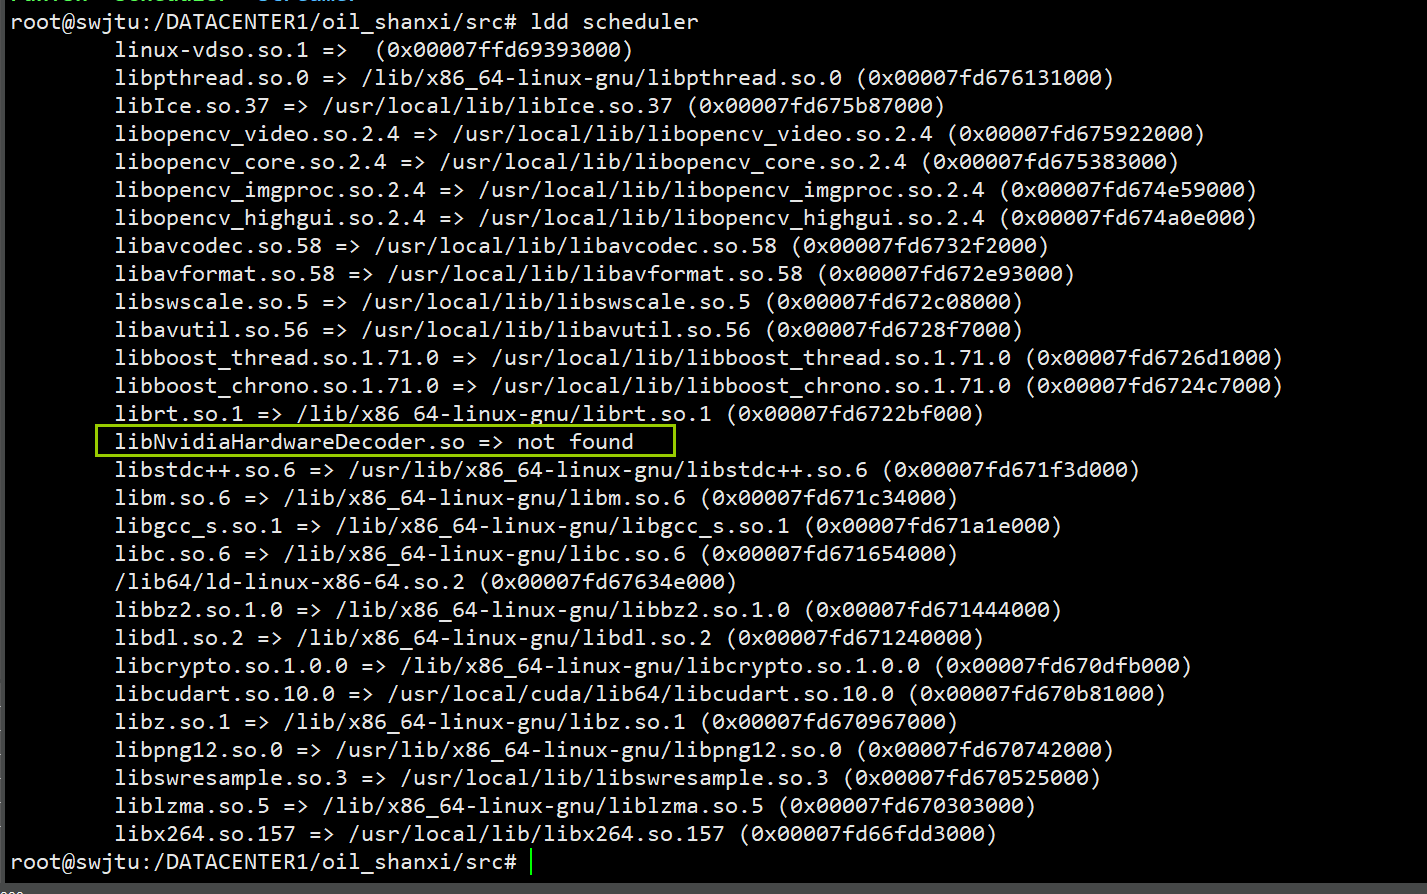 root@swjtu:/DATACENTER1/oil_shanxi/src# ldd scheduler
linux-vdso.so.1 => (0x00007ffd69393000)
libpthread.so.0 => /lib/x86_64-linux-gnu/libpthread.so.0 (0x00007fd676131000)
libIce.so.37 => /usr/local/lib/libIce.so.37 (0x00007fd675b87000)
libopencv_video.so.2.4 => /usr/local/lib/libopencv_video.so.2.4 (0x00007fd675922000)
libopencv_core.so.2.4 => /usr/local/lib/libopencv_core.so.2.4 (0x00007fd675383000)
libopencv_imgproc.so.2.4 => /usr/local/lib/libopencv_imgproc.so.2.4 (0x00007fd674e59000)
libopencv_highgui.so.2.4 => /usr/local/lib/libopencv_highgui.so.2.4 (0x00007fd674a0e000)
libavcodec.so.58 => /usr/local/lib/libavcodec.so.58 (0x00007fd6732f2000)
libavformat.so.58 => /usr/local/lib/libavformat.so.58 (0x00007fd672e93000)
libswscale.so.5 => /usr/local/lib/libswscale.so.5 (0x00007fd672c08000)
libavutil.so.56 => /usr/local/lib/libavutil.so.56 (0x00007fd6728f7000)
libboost_thread.so.1.71.0 => /usr/local/lib/libboost_thread.so.1.71.0 (0x00007fd6726d1000)
libboost_chrono.so.1.71.0 => /usr/local/lib/libboost_chrono.so.1.71.0 (0x00007fd6724c7000)
librt.so.1 => /lib/x86_64-linux-gnu/librt.so.1 (0x00007fd6722bf000)
libNvidiaHardwareDecoder.so => not found
libstdc++.so.6 => /usr/lib/x86_64-linux-gnu/libstdc++.so.6 (0x00007fd671f3d000)
libm.so.6 => /lib/x86_64-linux-gnu/libm.so.6 (0x00007fd671c34000)
libgcc_s.so.1 => /lib/x86_64-linux-gnu/libgcc_s.so.1 (0x00007fd671a1e000)
libc.so.6 => /lib/x86_64-linux-gnu/libc.so.6 (0x00007fd671654000)
/lib64/ld-linux-x86-64.so.2 (0x00007fd67634e000)
libbz2.so.1.0 => /lib/x86_64-linux-gnu/libbz2.so.1.0 (0x00007fd671444000)
libdl.so.2 => /lib/x86_64-linux-gnu/libdl.so.2 (0x00007fd671240000)
libcrypto.so.1.0.0 => /lib/x86_64-linux-gnu/libcrypto.so.1.0.0 (0x00007fd670dfb000)
libcudart.so.10.0 => /usr/local/cuda/lib64/libcudart.so.10.0 (0x00007fd670b81000)
libz.so.1 => /lib/x86_64-linux-gnu/libz.so.1 (0x00007fd670967000)
libpng12.so.0 => /usr/lib/x86_64-linux-gnu/libpng12.so.0 (0x00007fd670742000)
libswresample.so.3 => /usr/local/lib/libswresample.so.3 (0x00007fd670525000)
liblzma.so.5 => /lib/x86_64-linux-gnu/liblzma.so.5 (0x00007fd670303000)
libx264.so.157 => /usr/local/lib/libx264.so.157 (0x00007fd66fdd3000)
root@swjtu:/DATACENTER1/oil_shanxi/src#